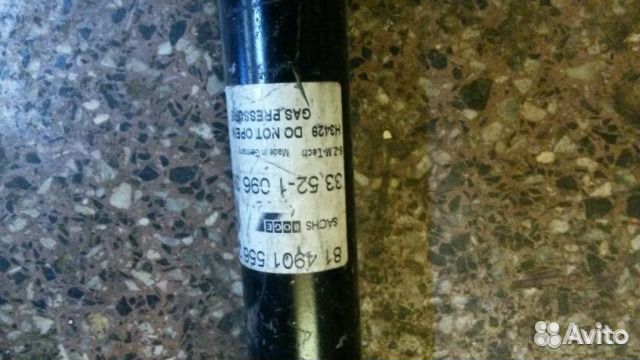 81 4901 556
SACHS BOGE
33.52-1 096
Made in Germany
H3429 DO NOT OPEN
GAS PRESSURE
Avito